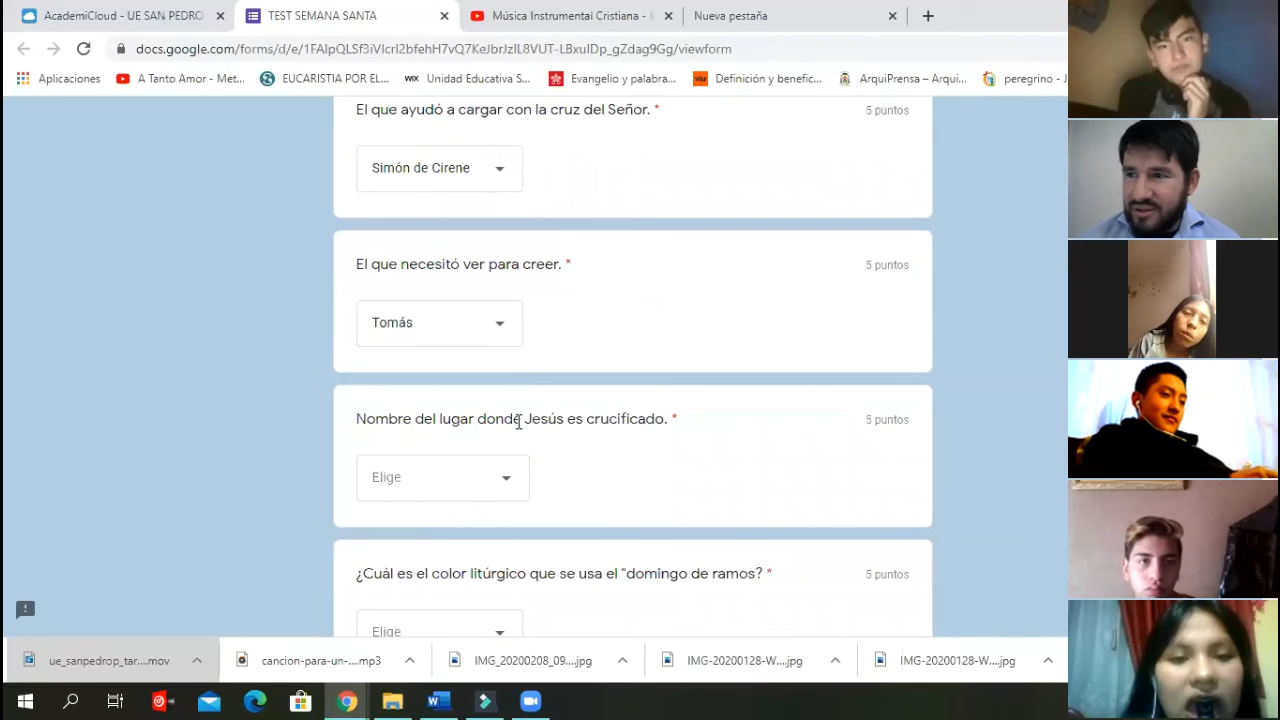 AcademiCloud - UE SAN PEDRO
TEST SEMANA SANTA
Música Instrumental Cristiana -
Nueva pestaña
docs.google.com/forms/d/e/1FAIpQLSf3iVIcrI2bfehH7vQ7KeJbrJzIL8VUT-LBxulDp_gZdag9Gg/viewform
Aplicaciones
A Tanto Amor - Met...
EUCARISTIA POR EL...
WIX Unidad Educativa S...
Evangelio y palabra...
Definición y benefic...
ArquiPrensa – Arqui...
peregrino - J
El que ayudó a cargar con la cruz del Señor. * 5 puntos
Simón de Cirene
El que necesitó ver para creer. * 5 puntos
Tomás
Nombre del lugar donde Jesús es crucificado. * 5 puntos
Elige
¿Cuál es el color litúrgico que se usa el "domingo de ramos? * 5 puntos
Elige
ue_sanpedrop_tar....mov
cancion-para-un-....mp3
IMG_20200208_09....jpg
IMG-20200128-W....jpg
IMG-20200128-W....jpg